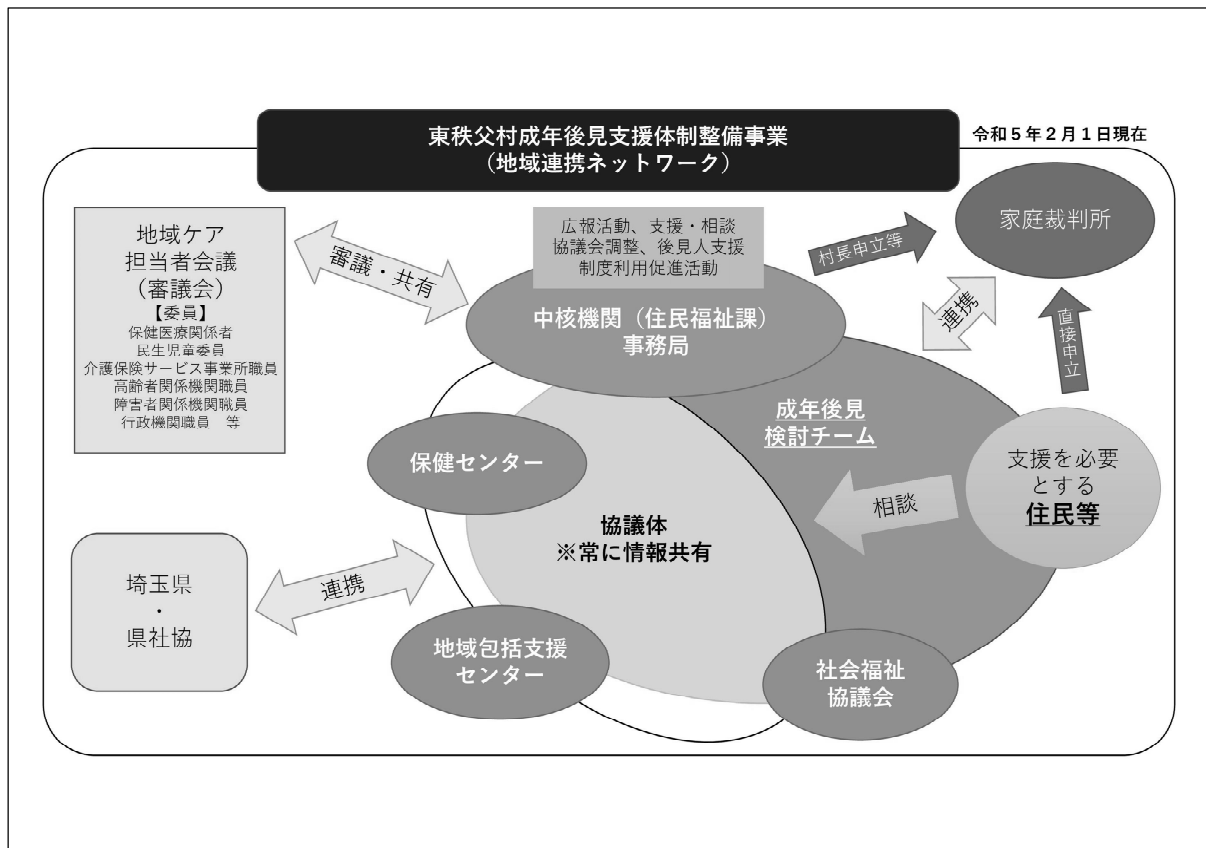 東秩父村成年後見支援体制整備事業
（地域連携ネットワーク）
令和５年２月１日現在
地域ケア
担当者会議
（審議会）
【委員】
保健医療関係者
民生児童委員
介護保険サービス事業所職員
高齢者関係機関職員
障害者関係機関職員
行政機関職員　等
審議・共有
広報活動、支援・相談
協議会調整、後見人支援
制度利用促進活動
中核機関（住民福祉課）
事務局
村長申立等
家庭裁判所
連携
直接申立
成年後見
検討チーム
支援を必要
とする
住民等
相談
保健センター
協議体
※常に情報共有
埼玉県
・
県社協
連携
地域包括支援
センター
社会福祉
協議会